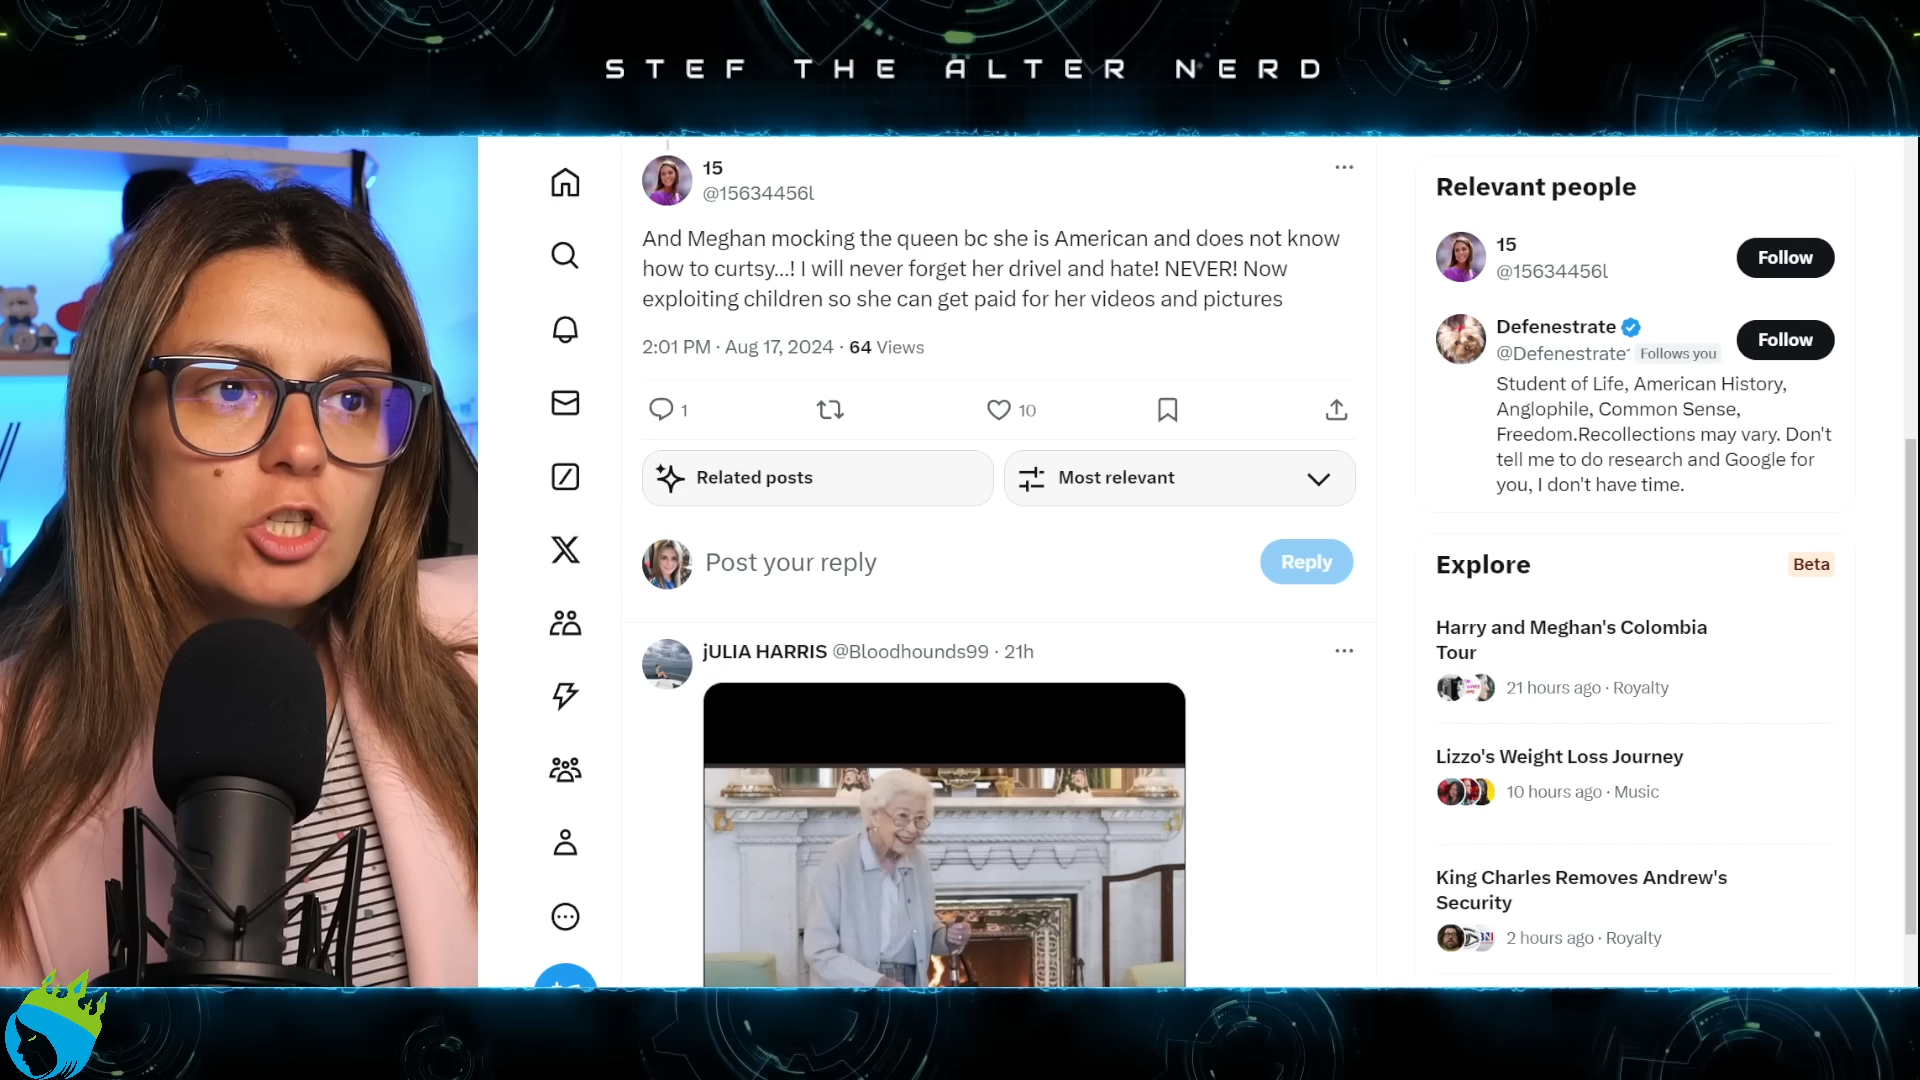 STEF THE ALTER NERD
15
@15634456l
And Meghan mocking the queen bc she is American and does not know
how to curtsy...! I will never forget her drivel and hate! NEVER! Now
exploiting children so she can get paid for her videos and pictures
2:01 PM · Aug 17, 2024 · 64 Views
1
10
Related posts
Most relevant
Post your reply
Reply
jULIA HARRIS @Bloodhounds99 · 21h
Relevant people
15
@15634456l
Follow
Defenestrate
@Defenestrate Follows you
Follow
Student of Life, American History,
Anglophile, Common Sense,
Freedom.Recollections may vary. Don't
tell me to do research and Google for
you, I don't have time.
Explore
Beta
Harry and Meghan's Colombia
Tour
21 hours ago · Royalty
Lizzo's Weight Loss Journey
10 hours ago · Music
King Charles Removes Andrew's
Security
2 hours ago · Royalty